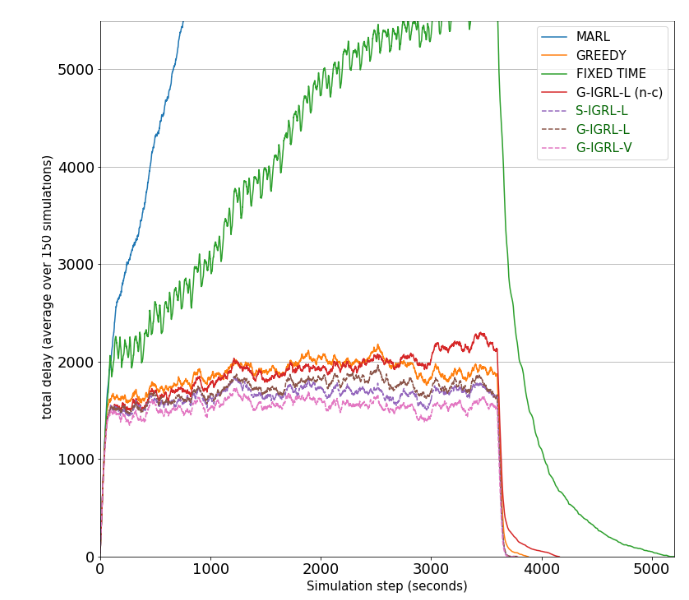 MARL
GREEDY
FIXED TIME
G-IGRL-L (n-c)
S-IGRL-L
G-IGRL-L
G-IGRL-V
total delay (average over 150 simulations)
5000
4000
3000
2000
1000
0
0 1000 2000 3000 4000 5000
Simulation step (seconds)